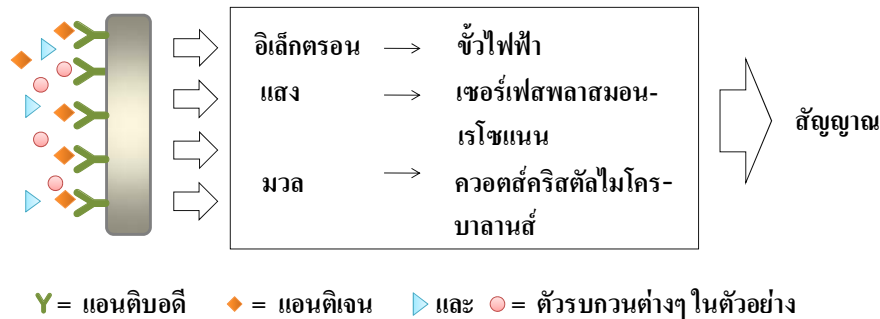 อิเล็กตรอน → ขั้วไฟฟ้า
แสง → เซอร์เฟสพลาสมอน-
เรโซแนนน
มวล → ควอตส์คริสตัลไมโคร-
บาลานส์
สัญญาณ
= แอนติบอดี = แอนติเจน และ = ตัวรบกวนต่างๆ ในตัวอย่าง